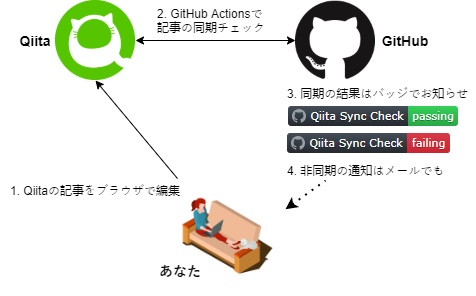 2. GitHub Actionsで
記事の同期チェック
Qiita
GitHub
3. 同期の結果はバッジでお知らせ
Qiita Sync Check passing
Qiita Sync Check failing
4. 非同期の通知はメールでも
1. Qiitaの記事をブラウザで編集
あなた